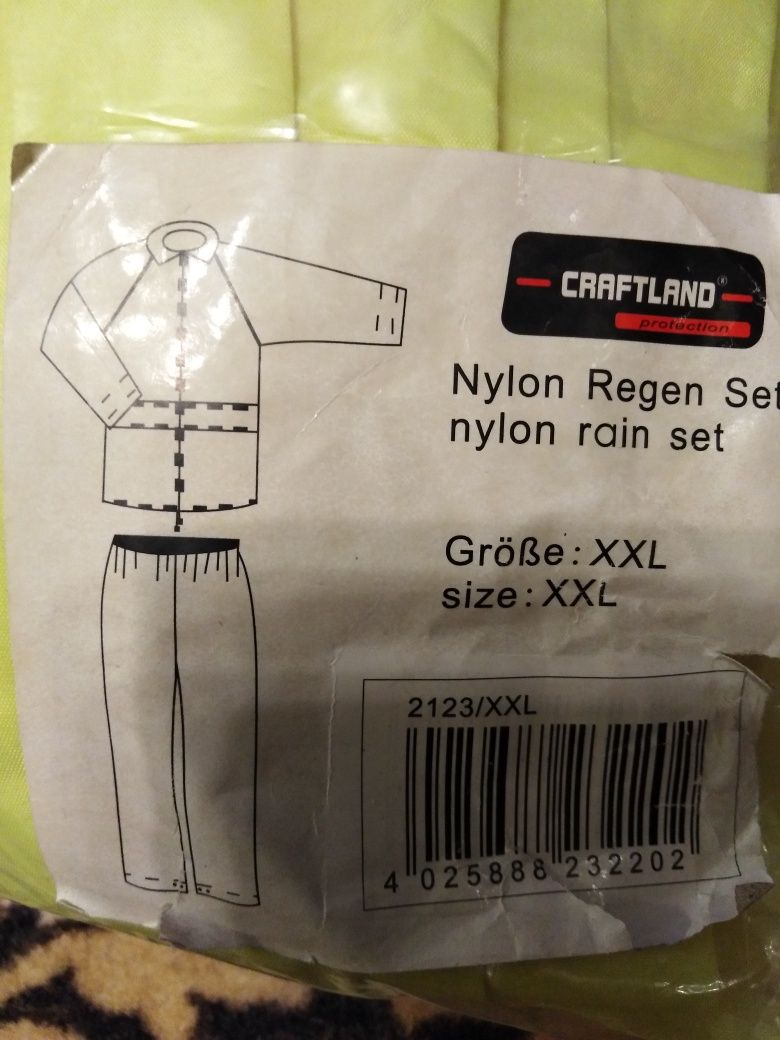 CRAFTLAND®
protection
Nylon Regen Set
nylon rain set
Größe: XXL
size: XXL
2123/XXL
4 025888 232202